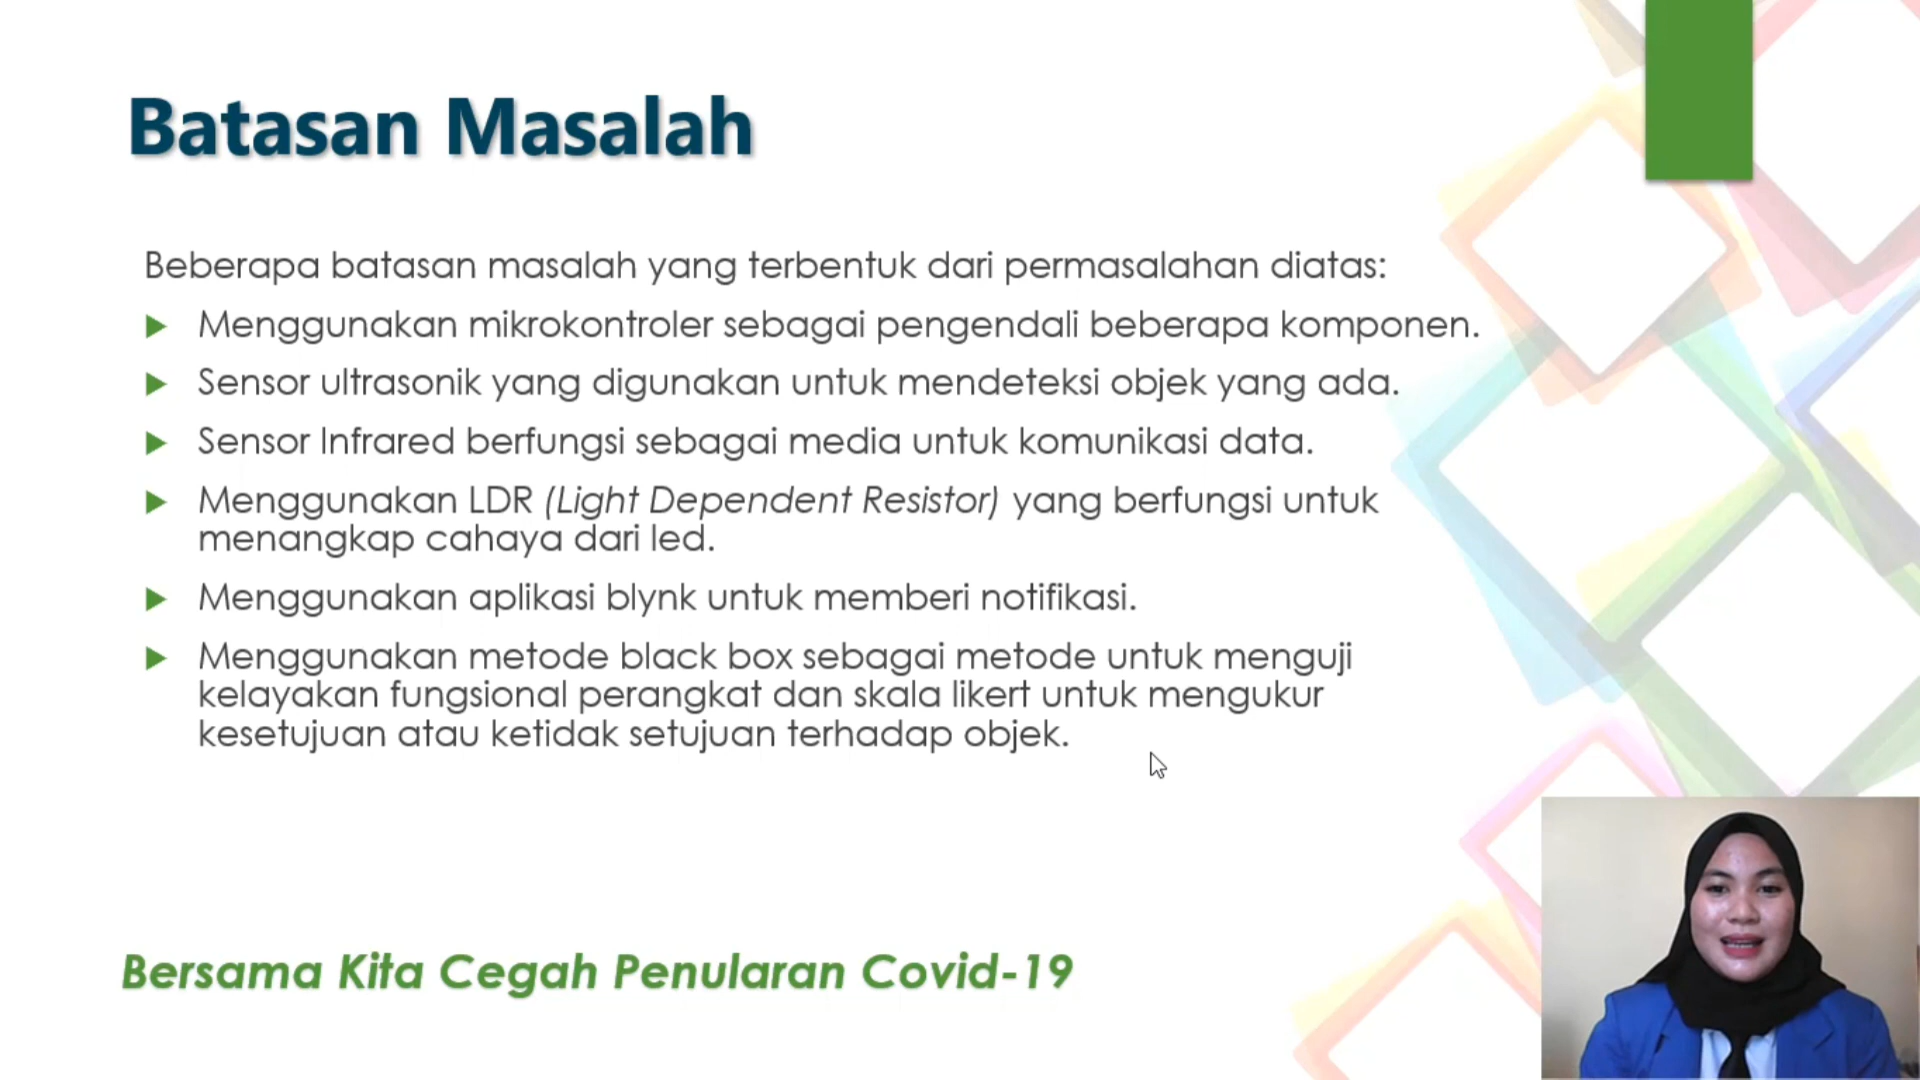 Batasan Masalah
Beberapa batasan masalah yang terbentuk dari permasalahan diatas:
Menggunakan mikrokontroler sebagai pengendali beberapa komponen.
Sensor ultrasonik yang digunakan untuk mendeteksi objek yang ada.
Sensor Infrared berfungsi sebagai media untuk komunikasi data.
Menggunakan LDR (Light Dependent Resistor) yang berfungsi untuk
menangkap cahaya dari led.
Menggunakan aplikasi blynk untuk memberi notifikasi.
Menggunakan metode black box sebagai metode untuk menguji
kelayakan fungsional perangkat dan skala likert untuk mengukur
kesetujuan atau ketidak setujuan terhadap objek.
Bersama Kita Cegah Penularan Covid-19